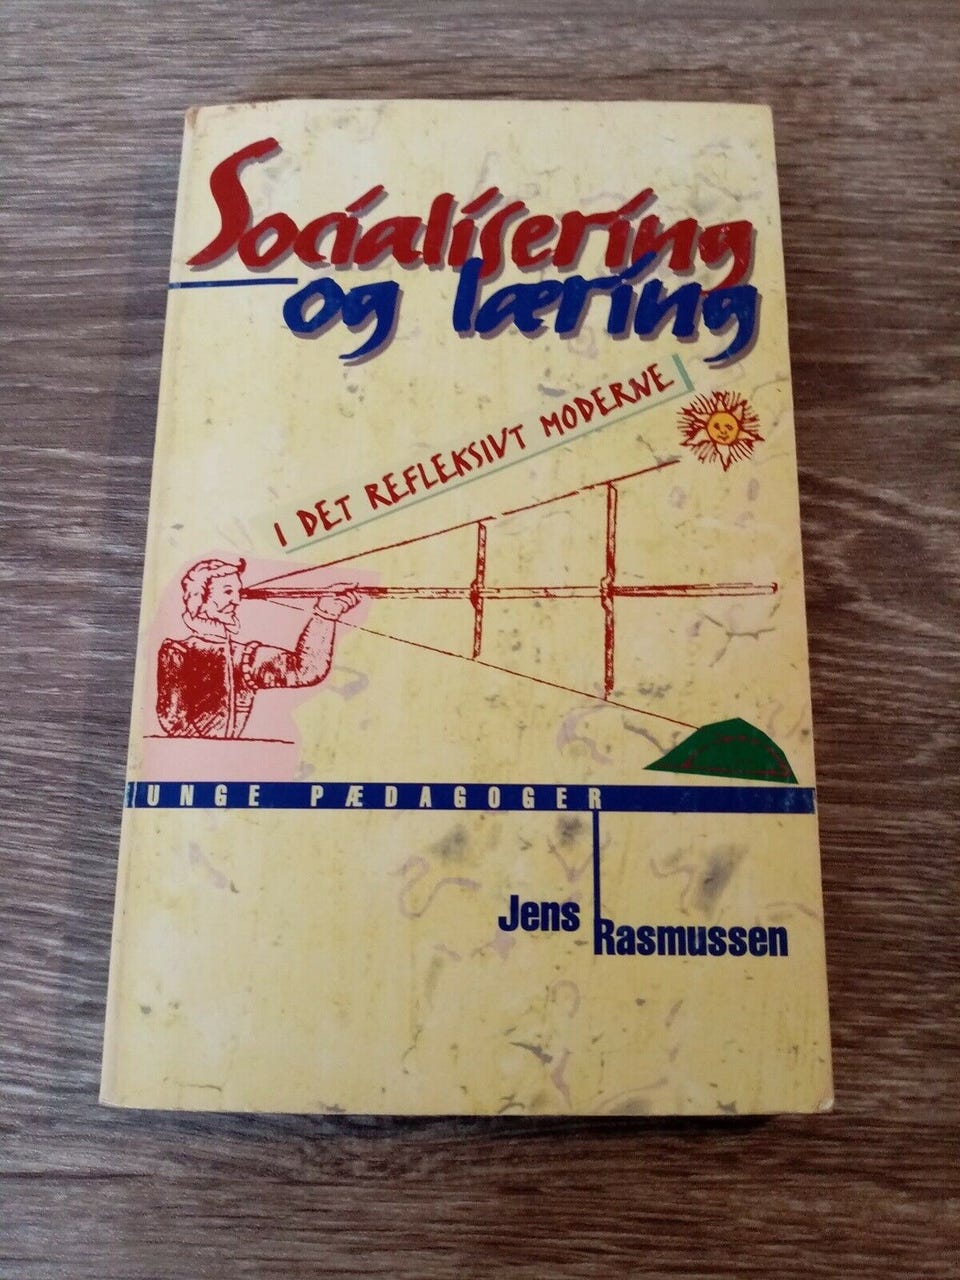 Socialisering
og læring
I DET REFLEKSIVT MODERNE
UNGE PÆDAGOGER
Jens
Rasmussen